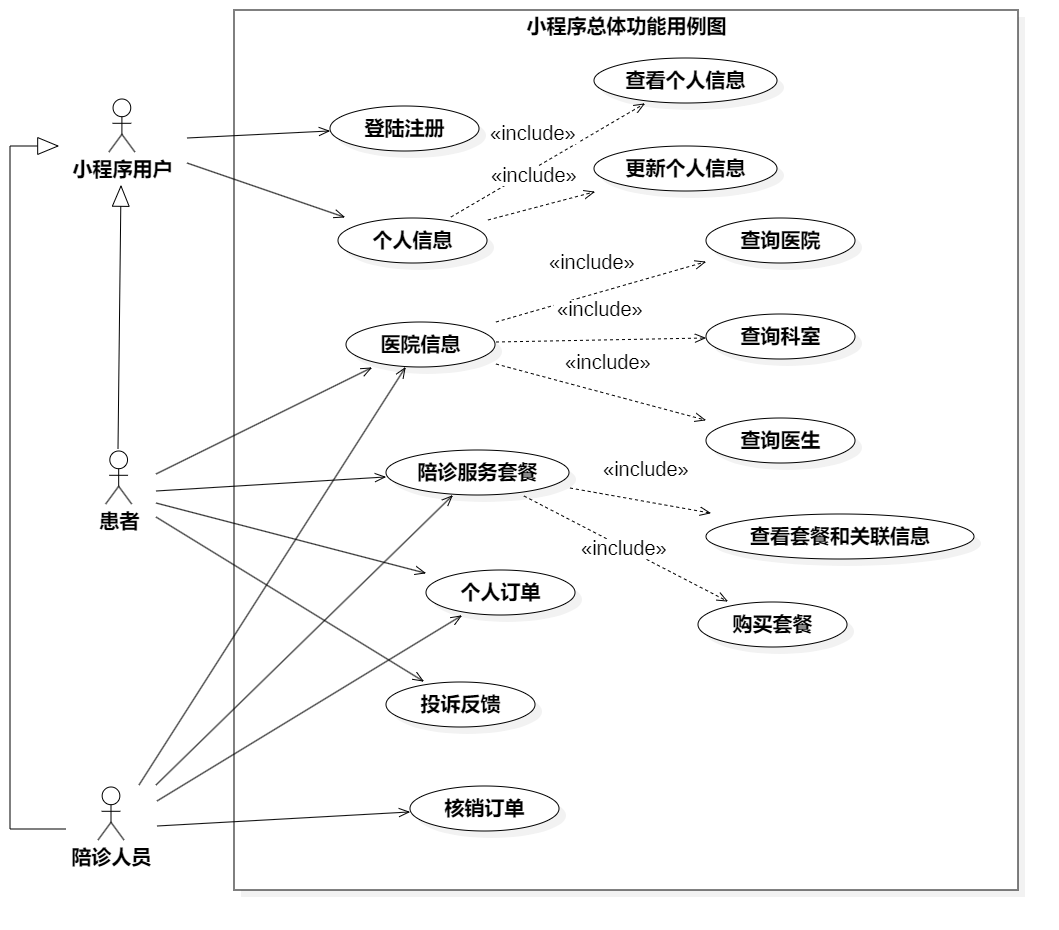 小程序总体功能用例图
查看个人信息
登陆注册
«include»
小程序用户
更新个人信息
«include»
个人信息
查询医院
«include»
«include»
查询科室
医院信息
«include»
查询医生
陪诊服务套餐
«include»
患者
查看套餐和关联信息
«include»
个人订单
购买套餐
投诉反馈
核销订单
陪诊人员